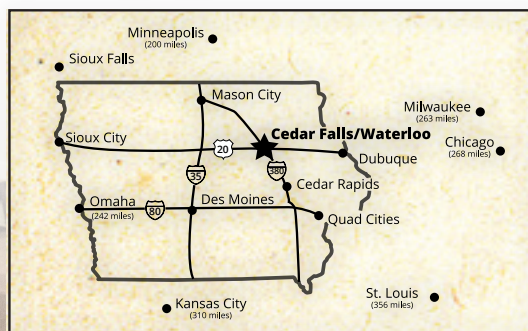 Minneapolis
(200 miles)
Sioux Falls
Mason City
Milwaukee
(263 miles)
Cedar Falls/Waterloo
Chicago
(268 miles)
Sioux City
20
Dubuque
35
380
Cedar Rapids
Omaha
(242 miles)
80
Des Moines
Quad Cities
St. Louis
(356 miles)
Kansas City
(310 miles)